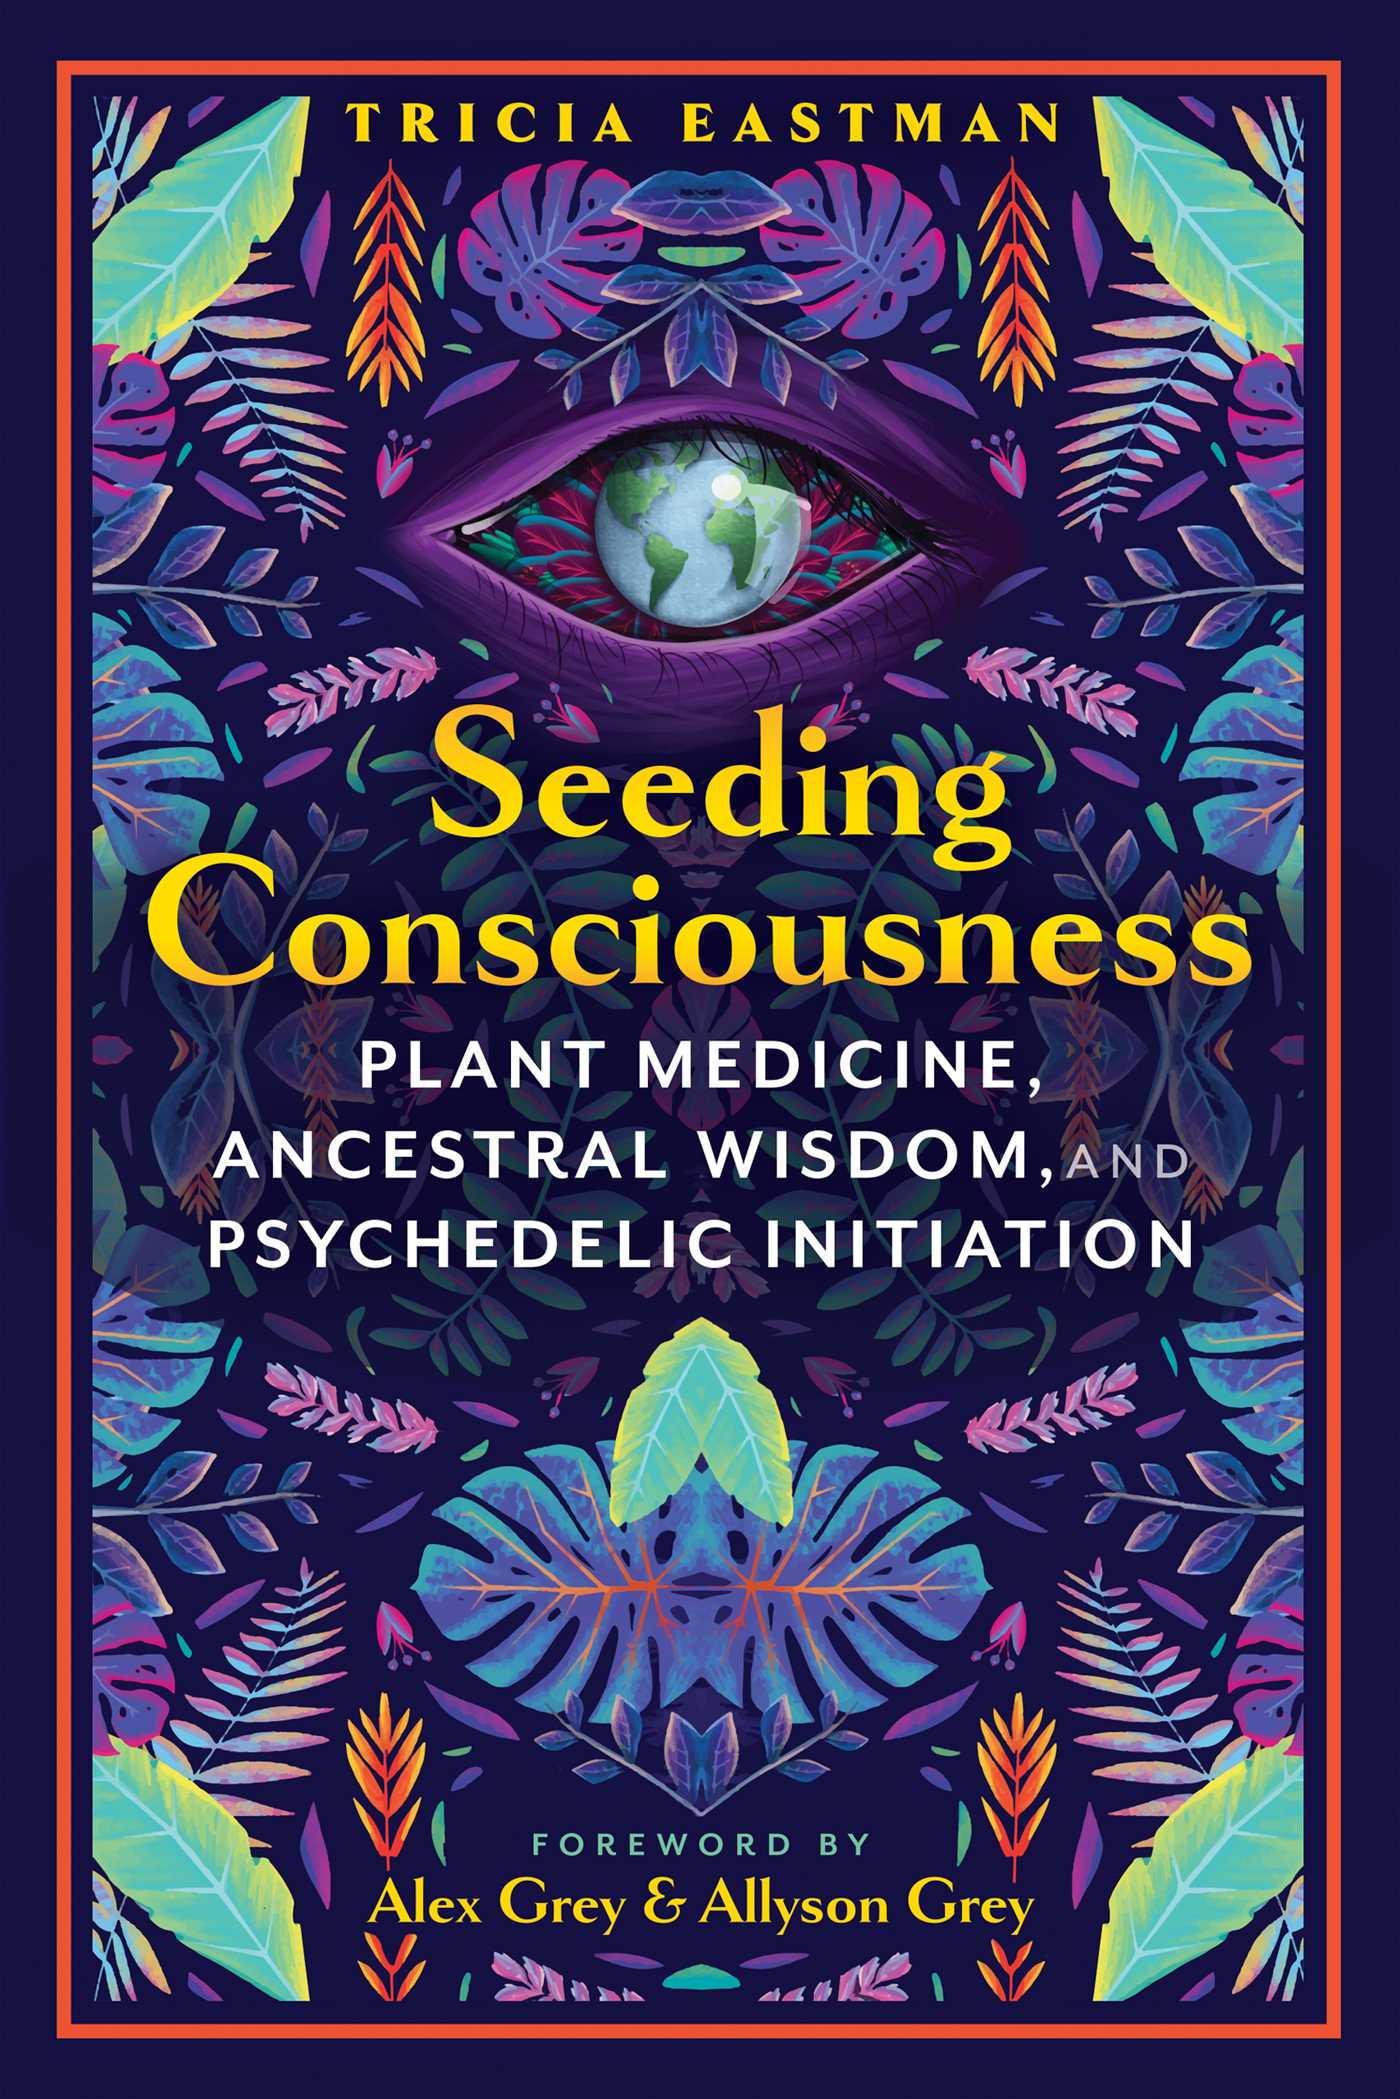 TRICIA EASTMAN
Seeding
Consciousness
PLANT MEDICINE,
ANCESTRAL WISDOM, AND
PSYCHEDELIC INITIATION
FOREWORD BY
Alex Grey & Allyson Grey